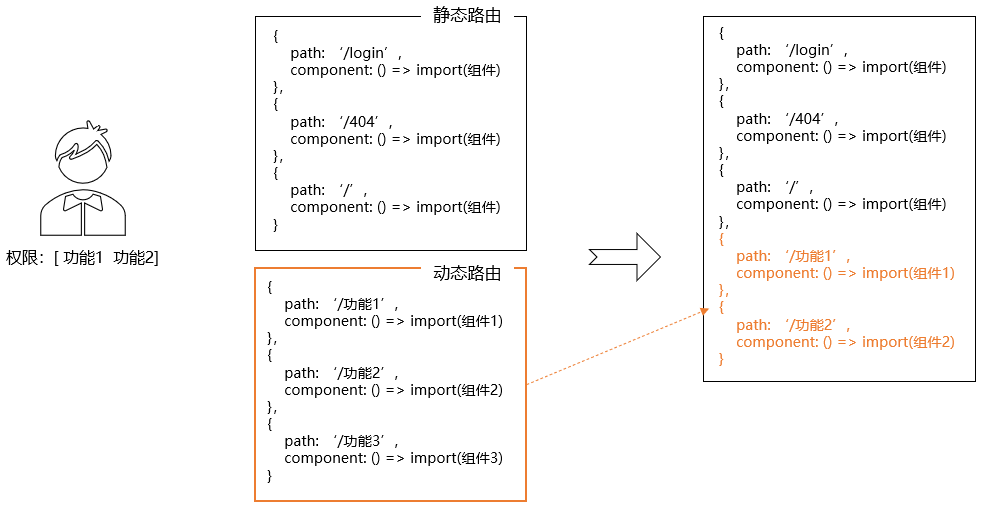 静态路由
{
path: ‘/login’,
component: () => import(组件)
},
{
path: ‘/404’,
component: () => import(组件)
},
{
path: ‘/’,
component: () => import(组件)
}
权限：[ 功能1 功能2]
动态路由
{
path: ‘/功能1’,
component: () => import(组件1)
},
{
path: ‘/功能2’,
component: () => import(组件2)
},
{
path: ‘/功能3’,
component: () => import(组件3)
}
{
path: ‘/login’,
component: () => import(组件)
},
{
path: ‘/404’,
component: () => import(组件)
},
{
path: ‘/’,
component: () => import(组件)
},
{
path: ‘/功能1’,
component: () => import(组件1)
},
{
path: ‘/功能2’,
component: () => import(组件2)
}